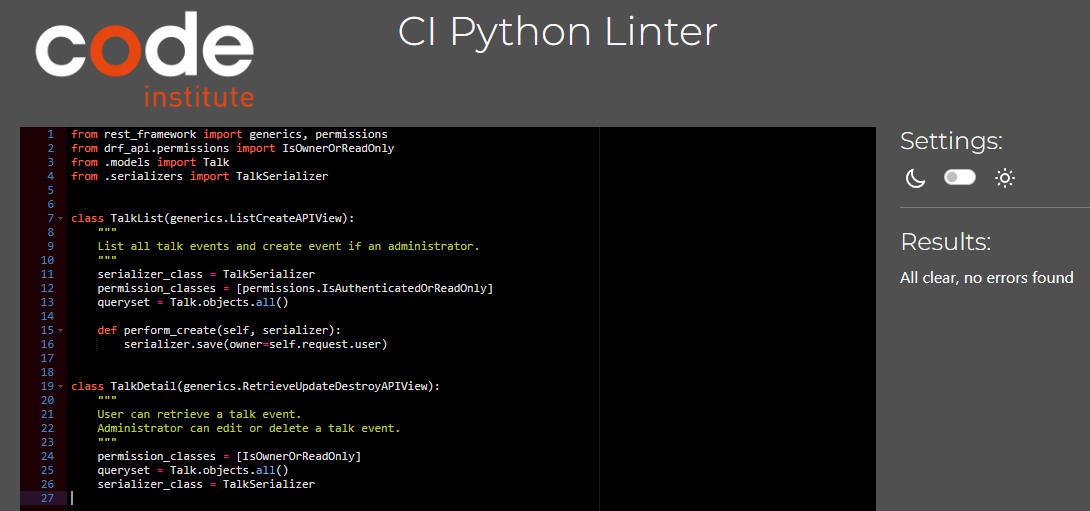 code
institute
CI Python Linter
1 from rest_framework import generics, permissions
2 from drf_api.permissions import IsOwnerOrReadOnly
3 from .models import Talk
4 from .serializers import TalkSerializer
5
6
7 class TalkList(generics.ListCreateAPIView):
8     """
9     List all talk events and create event if an administrator.
10     """
11     serializer_class = TalkSerializer
12     permission_classes = [permissions.IsAuthenticatedOrReadOnly]
13     queryset = Talk.objects.all()
14
15     def perform_create(self, serializer):
16         serializer.save(owner=self.request.user)
17
18
19 class TalkDetail(generics.RetrieveUpdateDestroyAPIView):
20     """
21     User can retrieve a talk event.
22     Administrator can edit or delete a talk event.
23     """
24     permission_classes = [IsOwnerOrReadOnly]
25     queryset = Talk.objects.all()
26     serializer_class = TalkSerializer
27
Settings:
Results:
All clear, no errors found